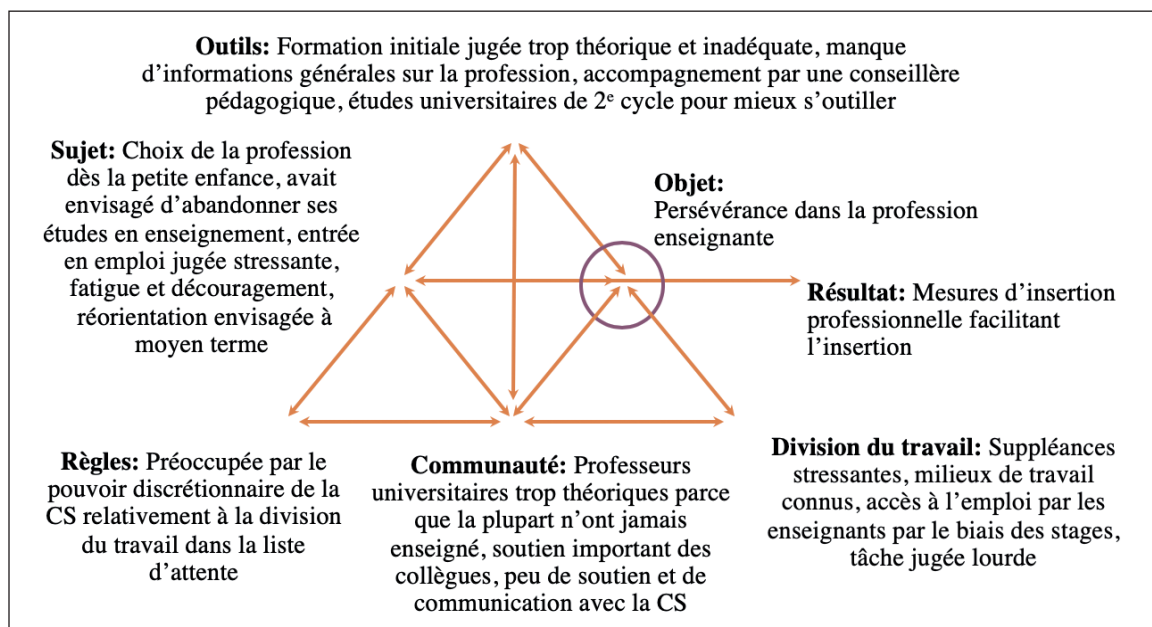 Outils: Formation initiale jugée trop théorique et inadéquate, manque
d’informations générales sur la profession, accompagnement par une conseillère
pédagogique, études universitaires de 2e cycle pour mieux s’outiller
Sujet: Choix de la profession
dès la petite enfance, avait
envisagé d’abandonner ses
études en enseignement, entrée
en emploi jugée stressante,
fatigue et découragement,
réorientation envisagée à
moyen terme
Objet:
Persévérance dans la profession
enseignante
Résultat: Mesures d’insertion
professionnelle facilitant
l’insertion
Règles: Préoccupée par le
pouvoir discrétionnaire de la
CS relativement à la division
du travail dans la liste
d’attente
Communauté: Professeurs
universitaires trop théoriques parce
que la plupart n’ont jamais
enseigné, soutien important des
collègues, peu de soutien et de
communication avec la CS
Division du travail: Suppléances
stressantes, milieux de travail
connus, accès à l’emploi par les
enseignants par le biais des stages,
tâche jugée lourde